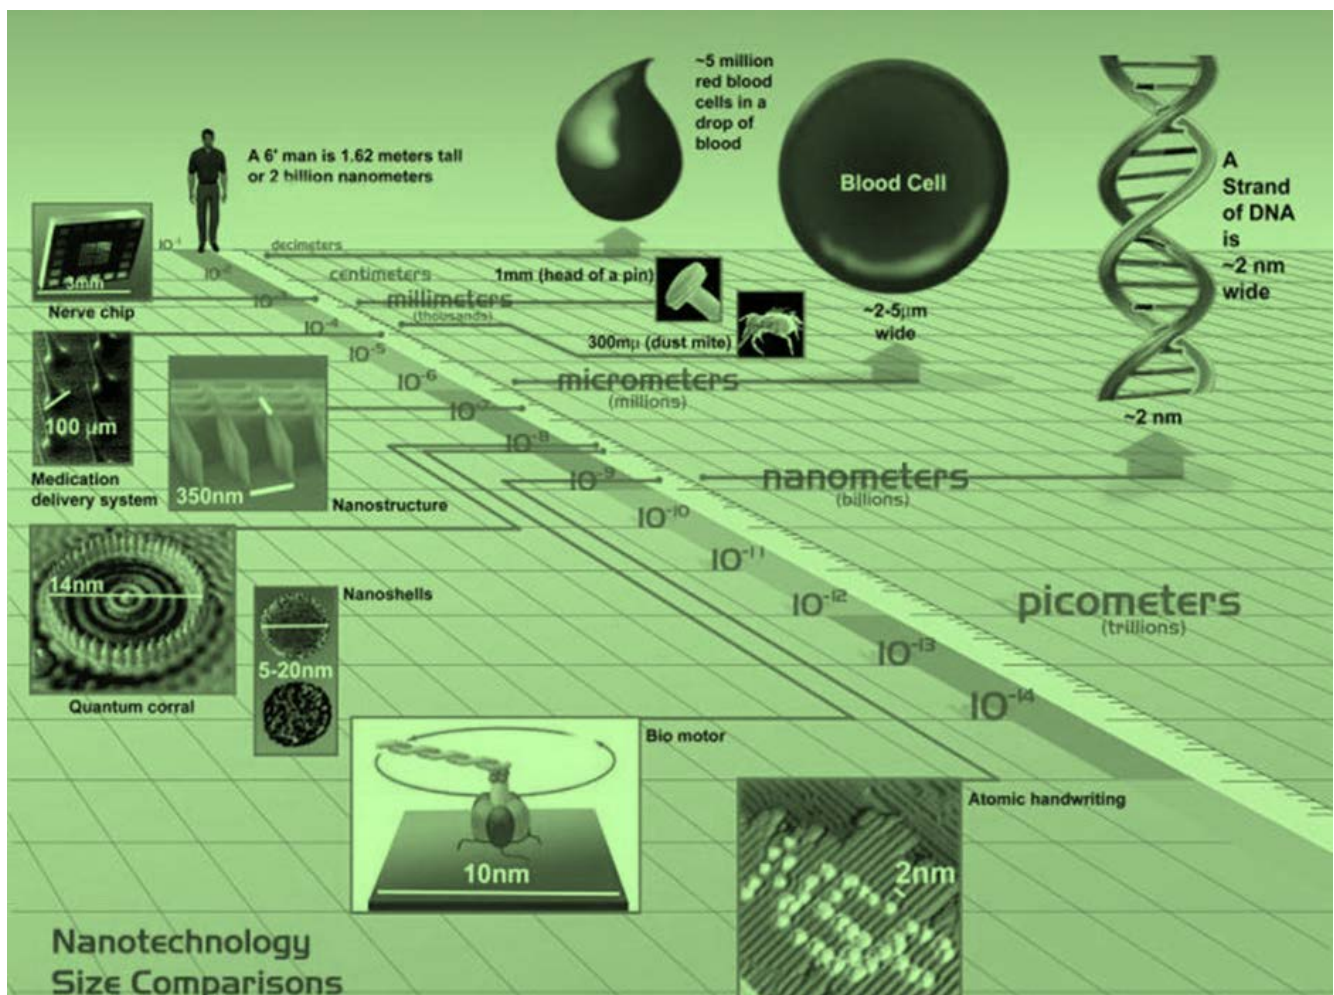 ~5 million
red blood
cells in a
drop of
blood
A 6' man is 1.62 meters tall
or 2 billion nanometers
Blood Cell
A
Strand
of DNA
is
~2 nm
wide
10-1
decimeters
10-2
centimeters
1mm (head of a pin)
3mm
Nerve chip
10-3
millimeters
(thousands)
~2-5μm
wide
10-4
300mμ (dust mite)
10-5
micrometers
(millions)
10-6
~2 nm
100 μm
10-7
Medication
delivery system
350nm
Nanostructure
10-8
10-9
nanometers
(billions)
10-10
10-11
14nm
Nanoshells
10-12
picometers
(trillions)
5-20nm
10-13
Quantum corral
10-14
Bio motor
10nm
Atomic handwriting
2nm
Nanotechnology
Size Comparisons